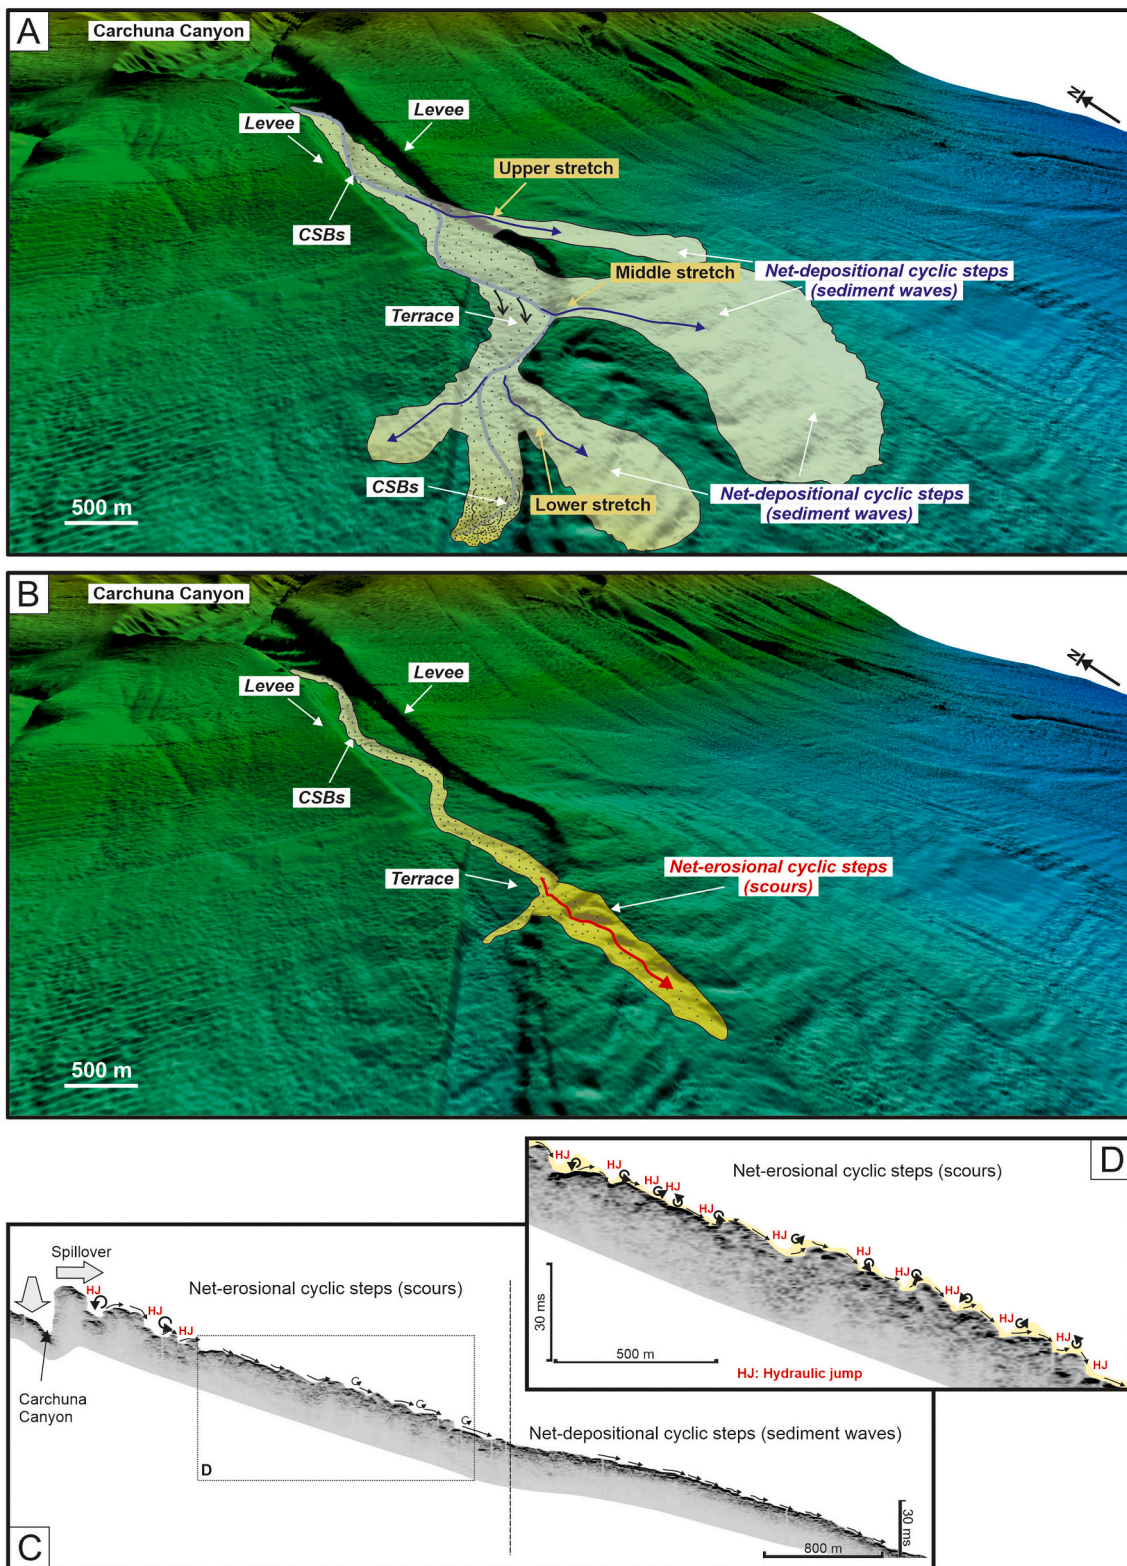 A
Carchuna Canyon
N
Levee
Levee
Upper stretch
CSBs
Net-depositional cyclic steps
(sediment waves)
Middle stretch
Terrace
CSBs
Net-depositional cyclic steps
(sediment waves)
Lower stretch
500 m
B
Carchuna Canyon
N
Levee
Levee
CSBs
Net-erosional cyclic steps
(scours)
Terrace
500 m
D
Net-erosional cyclic steps (scours)
HJ
HJ
HJ
HJ
HJ
HJ
HJ
HJ
HJ
HJ
HJ
HJ
30 ms
500 m
HJ: Hydraulic jump
Spillover
Net-erosional cyclic steps (scours)
HJ
HJ
HJ
Carchuna
Canyon
D
Net-depositional cyclic steps (sediment waves)
C
30 ms
800 m